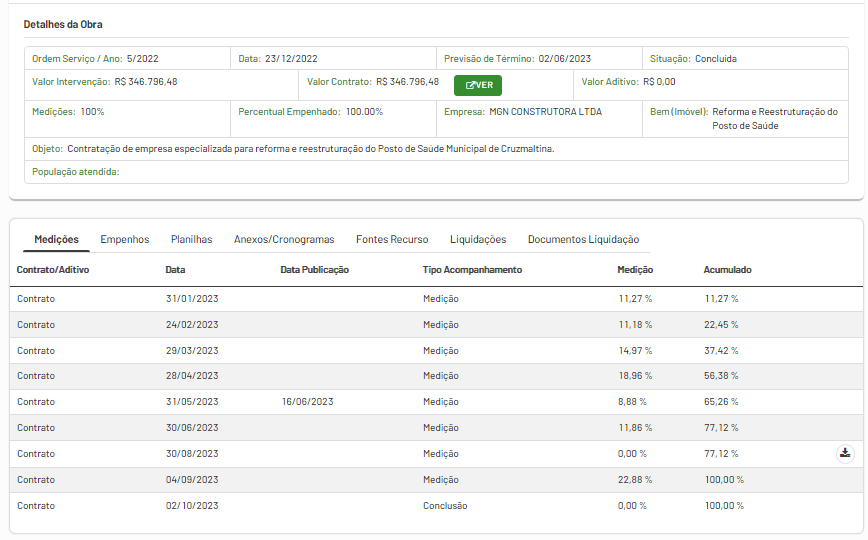 Detalhes da Obra
Ordem Serviço / Ano: 5/2022 Data: 23/12/2022 Previsão de Término: 02/06/2023 Situação: Concluida
Valor Intervenção: R$ 346.796,48 Valor Contrato: R$ 346.796,48 VER Valor Aditivo: R$ 0,00
Medições: 100% Percentual Empenhado: 100.00% Empresa: MGN CONSTRUTORA LTDA Bem (Imóvel): Reforma e Reestruturação do
Posto de Saúde
Objeto: Contratação de empresa especializada para reforma e reestruturação do Posto de Saúde Municipal de Cruzmaltina.
População atendida:
Medições Empenhos Planilhas Anexos/Cronogramas Fontes Recurso Liquidações Documentos Liquidação
Contrato/Aditivo Data Data Publicação Tipo Acompanhamento Medição Acumulado
Contrato 31/01/2023 Medição 11,27 % 11,27 %
Contrato 24/02/2023 Medição 11,18 % 22,45 %
Contrato 29/03/2023 Medição 14,97 % 37,42 %
Contrato 28/04/2023 Medição 18,96 % 56,38 %
Contrato 31/05/2023 16/06/2023 Medição 8,88 % 65,26 %
Contrato 30/06/2023 Medição 11,86 % 77,12 %
Contrato 30/08/2023 Medição 0,00 % 77,12 %
Contrato 04/09/2023 Medição 22,88 % 100,00 %
Contrato 02/10/2023 Conclusão 0,00 % 100,00 %